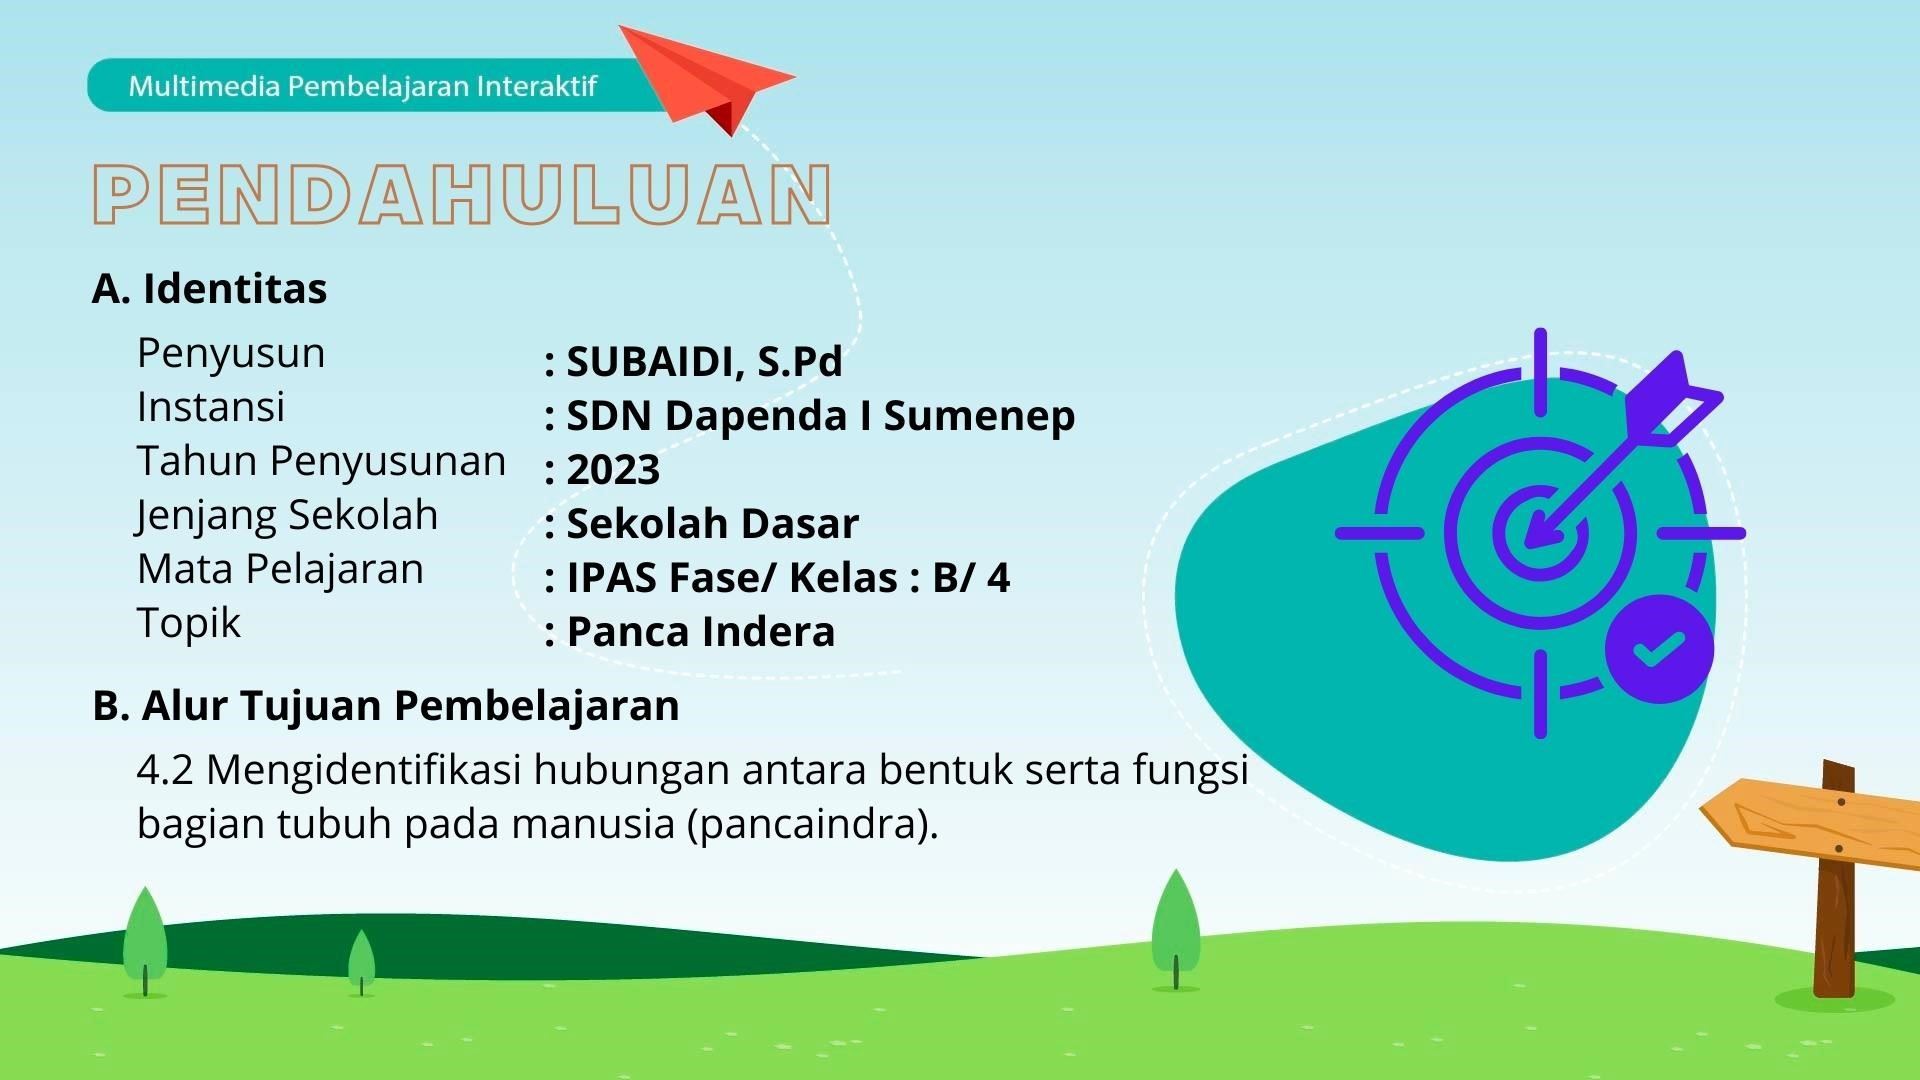 Multimedia Pembelajaran Interaktif
PENDAHULUAN
A. Identitas
Penyusun : SUBAIDI, S.Pd
Instansi : SDN Dapenda I Sumenep
Tahun Penyusunan : 2023
Jenjang Sekolah : Sekolah Dasar
Mata Pelajaran : IPAS Fase/ Kelas : B/ 4
Topik : Panca Indera
B. Alur Tujuan Pembelajaran
4.2 Mengidentifikasi hubungan antara bentuk serta fungsi
bagian tubuh pada manusia (pancaindra).